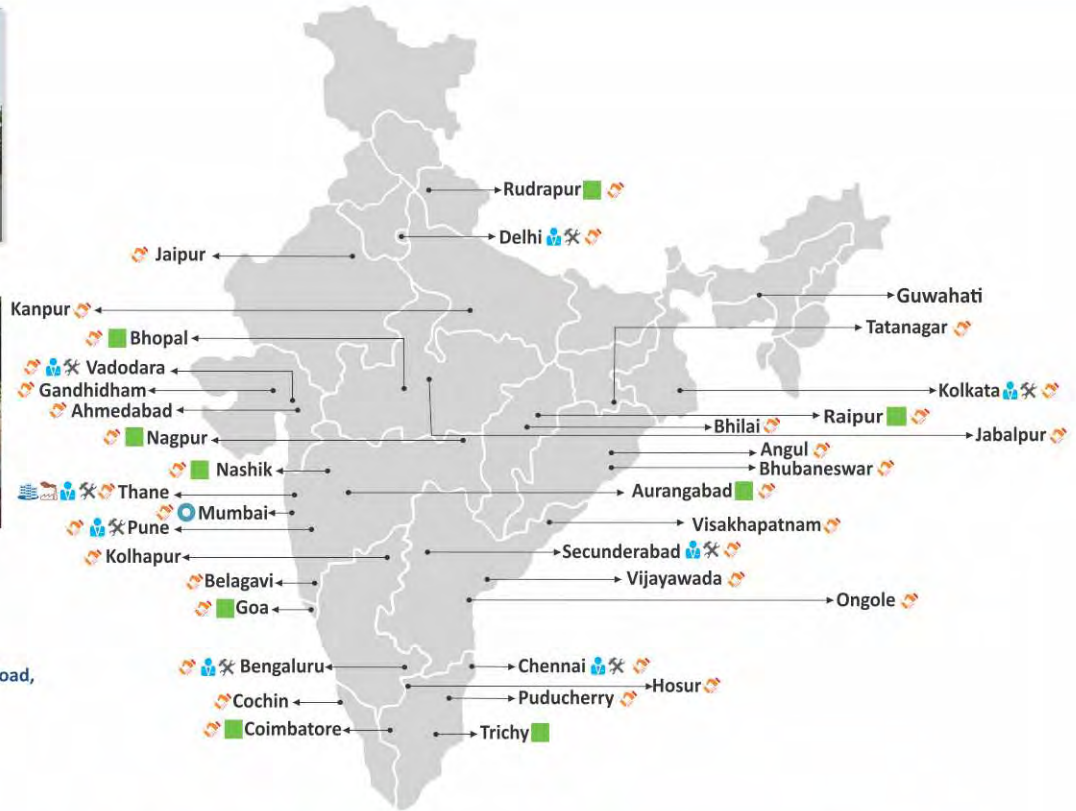 Rudrapur
Delhi
Jaipur
Guwahati
Kanpur
Tatanagar
Bhopal
Vadodara
Gandhidham
Kolkata
Ahmedabad
Raipur
Bhilai
Jabalpur
Nagpur
Angul
Nashik
Bhubaneswar
Thane
Aurangabad
Mumbai
Pune
Visakhapatnam
Secunderabad
Kolhapur
Belagavi
Vijayawada
Goa
Ongole
Bengaluru
Chennai
oad,
Hosur
Cochin
Puducherry
Coimbatore
Trichy